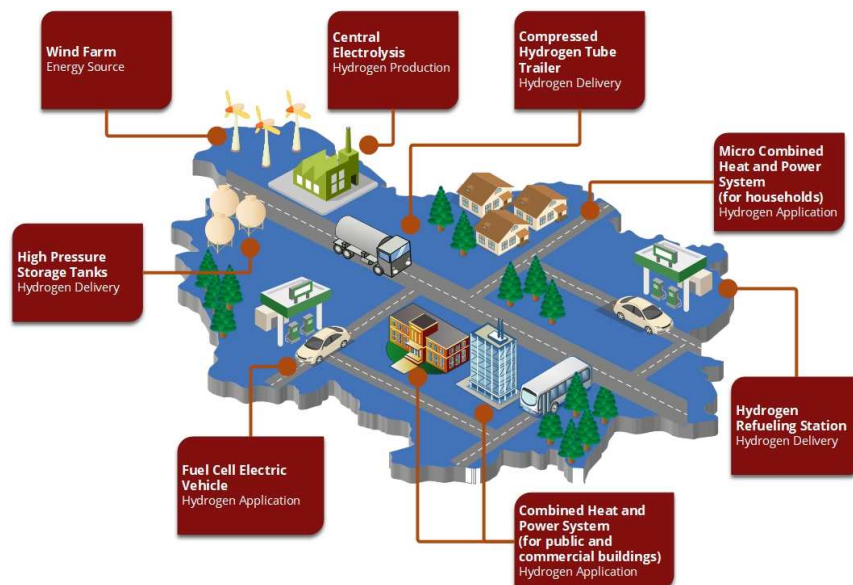 Wind Farm
Energy Source
Central
Electrolysis
Hydrogen Production
Compressed
Hydrogen Tube
Trailer
Hydrogen Delivery
Micro Combined
Heat and Power
System
(for households)
Hydrogen Application
High Pressure
Storage Tanks
Hydrogen Delivery
Hydrogen
Refueling Station
Hydrogen Delivery
Fuel Cell Electric
Vehicle
Hydrogen Application
Combined Heat and
Power System
(for public and
commercial buildings)
Hydrogen Application